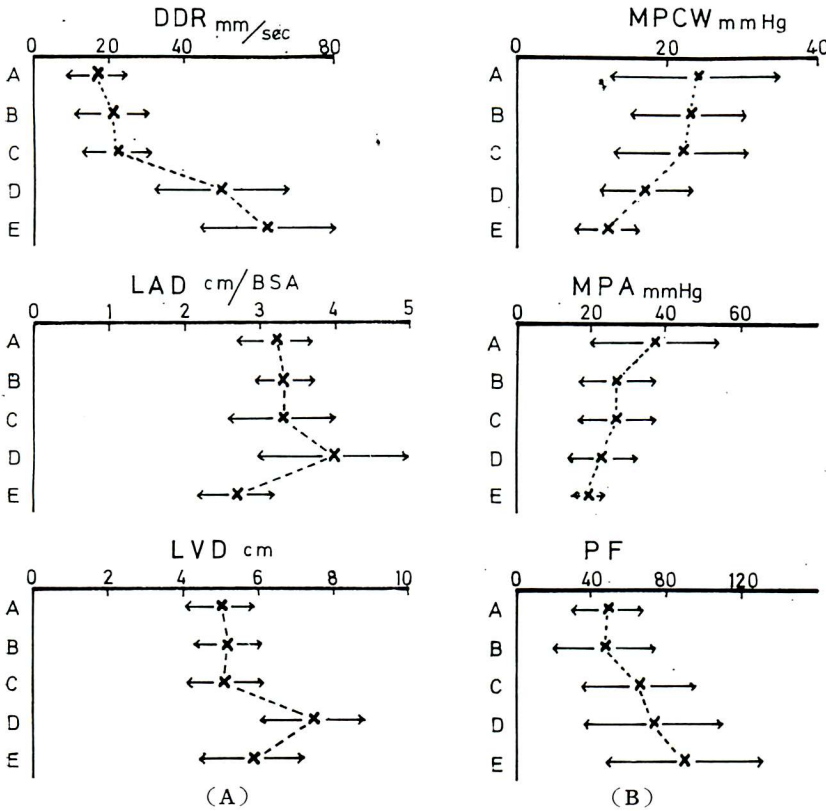 DDR mm/sec
0 20 40 80
A
B
C
D
E
LAD cm/BSA
0 1 2 3 4 5
A
B
C
D
E
LVD cm
0 2 4 6 8 10
A
B
C
D
E
(A)
MPCW mmHg
0 20 40
A
B
C
D
E
MPA mmHg
0 20 40 60
A
B
C
D
E
PF
0 40 80 120
A
B
C
D
E
(B)